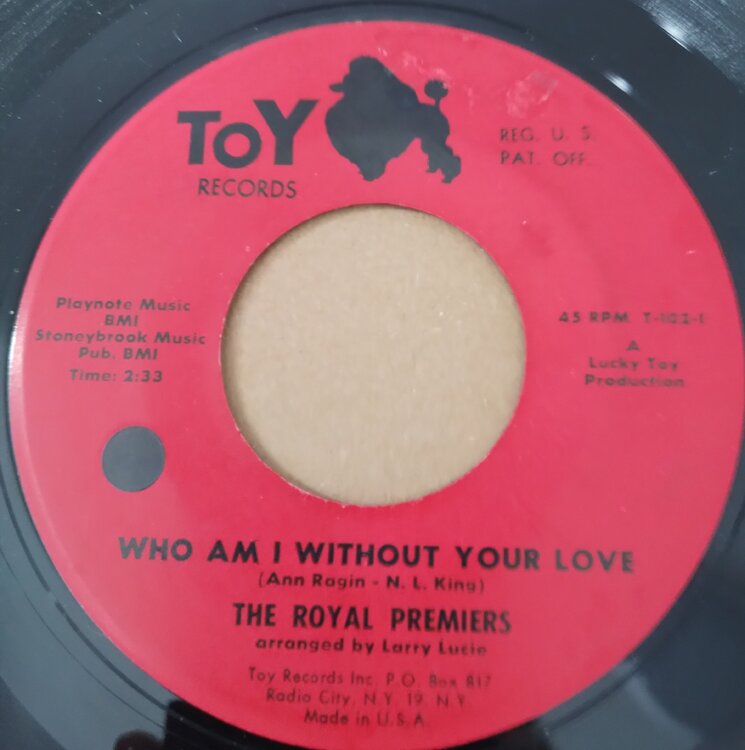 ToY
RECORDS
REG. U. S.
PAT. OFF.
Playnote Music
BMI
Stoneybrook Music
Pub. BMI
Time: 2:33
45 RPM
A
Lucky Toy
Production
WHO AM I WITHOUT YOUR LOVE
(Ann Ragin - N. L. King)
THE ROYAL PREMIERS
arranged by Larry Lucie
Toy Records Inc. P.O. Box 817
Radio City, N.Y. 19, N.Y.
Made in U.S.A.